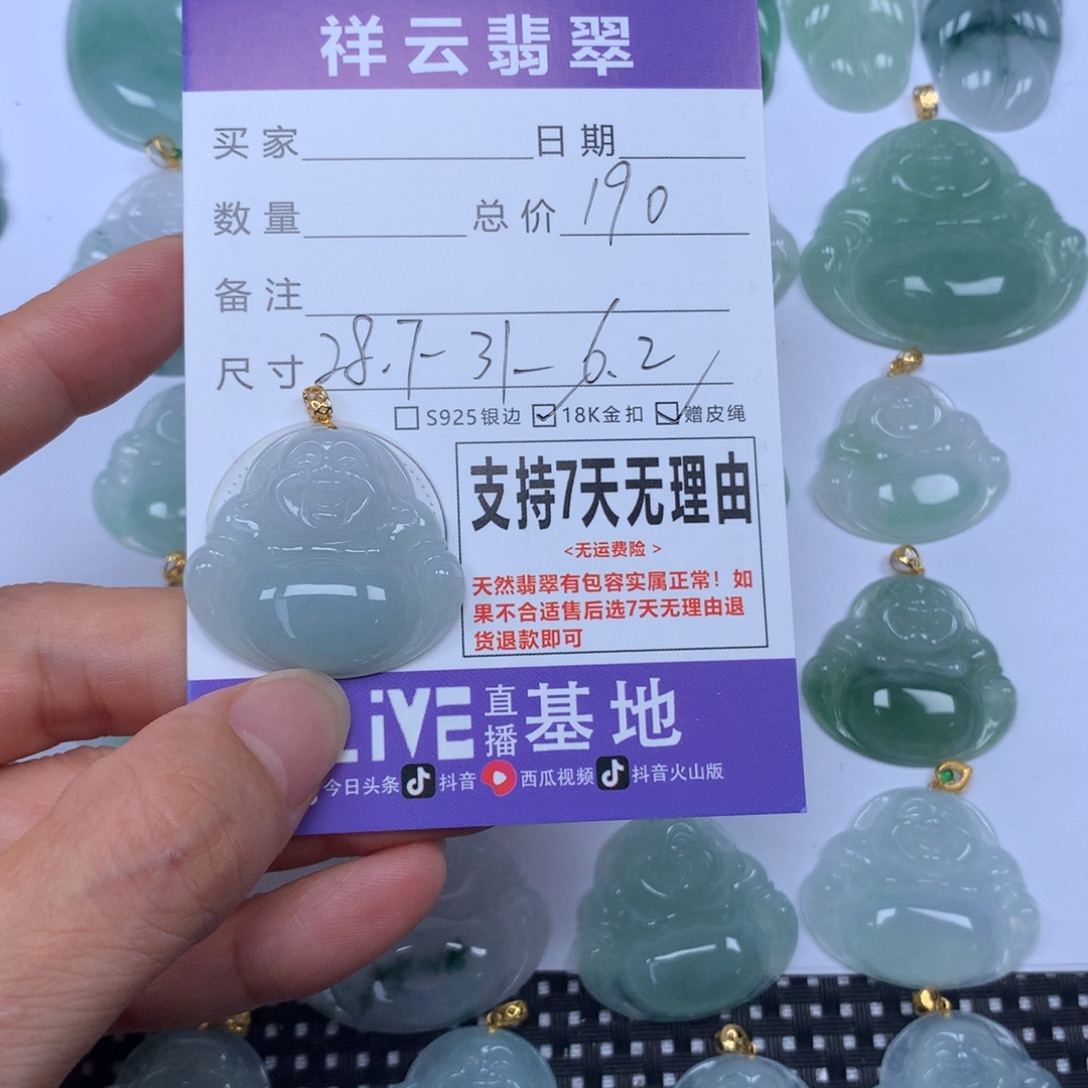 祥云翡翠
买家 日期
数量 总价 190
备注
尺寸 28.7-31-6.2
S925银边 18K金扣 赠皮绳
支持7天无理由
<无运费险>
天然翡翠有包容实属正常！如
果不合适售后选7天无理由退
货退款即可
LiVE 直播 基地
今日头条 抖音 西瓜视频 抖音火山版